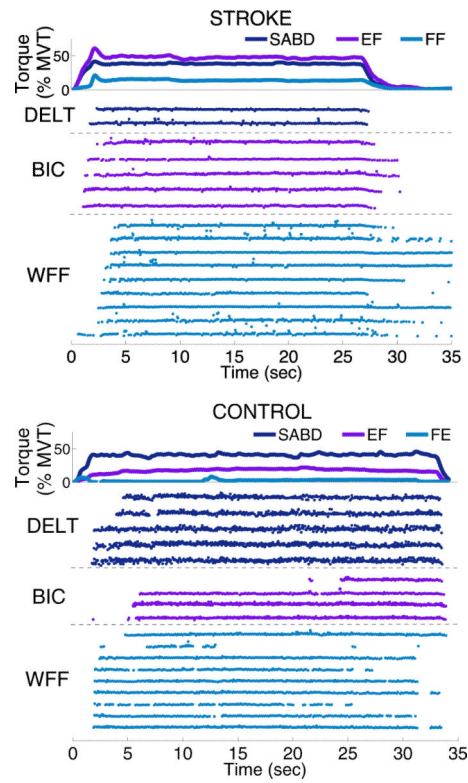 STROKE
SABD EF FF
Torque
(% MVT)
50
0
DELT
BIC
WFF
0 5 10 15 20 25 30 35
Time (sec)
CONTROL
SABD EF FE
Torque
(% MVT)
50
0
DELT
BIC
WFF
0 5 10 15 20 25 30 35
Time (sec)